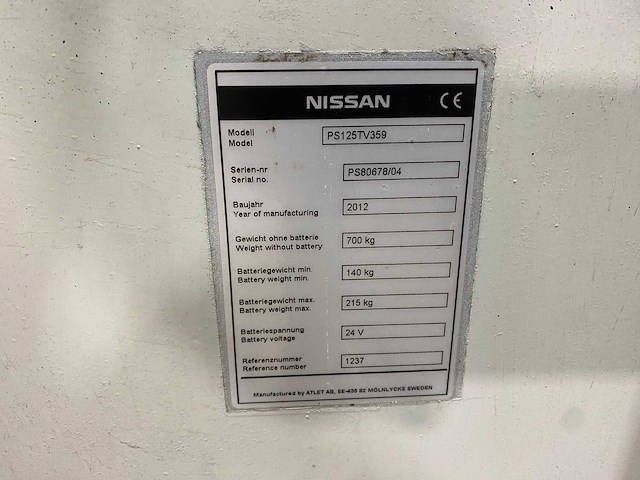 NISSAN CE
Modell
Model
PS125TV359
Serien-nr
Serial no.
PS80678/04
Baujahr
Year of manufacturing
2012
Gewicht ohne batterie
Weight without battery
700 kg
Batteriegewicht min.
Battery weight min.
140 kg
Batteriegewicht max.
Battery weight max.
215 kg
Batteriespannung
Battery voltage
24 V
Referenznummer
Reference number
1237
Manufactured by ATLET AB, SE-435 82 MÖLNLYCKE SWEDEN